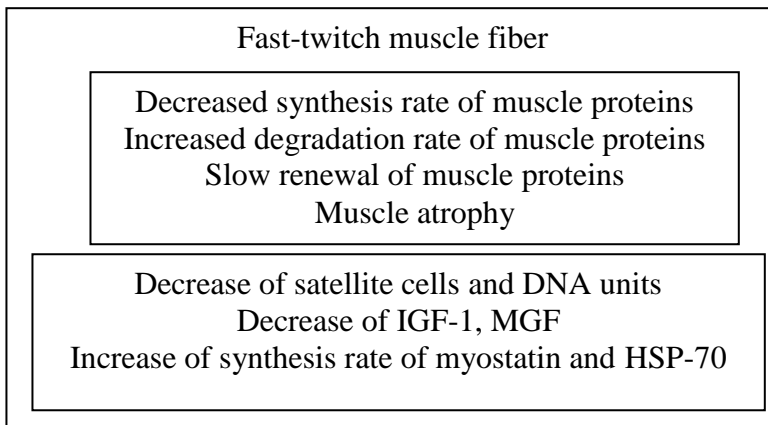 Fast-twitch muscle fiber
Decreased synthesis rate of muscle proteins
Increased degradation rate of muscle proteins
Slow renewal of muscle proteins
Muscle atrophy
Decrease of satellite cells and DNA units
Decrease of IGF-1, MGF
Increase of synthesis rate of myostatin and HSP-70